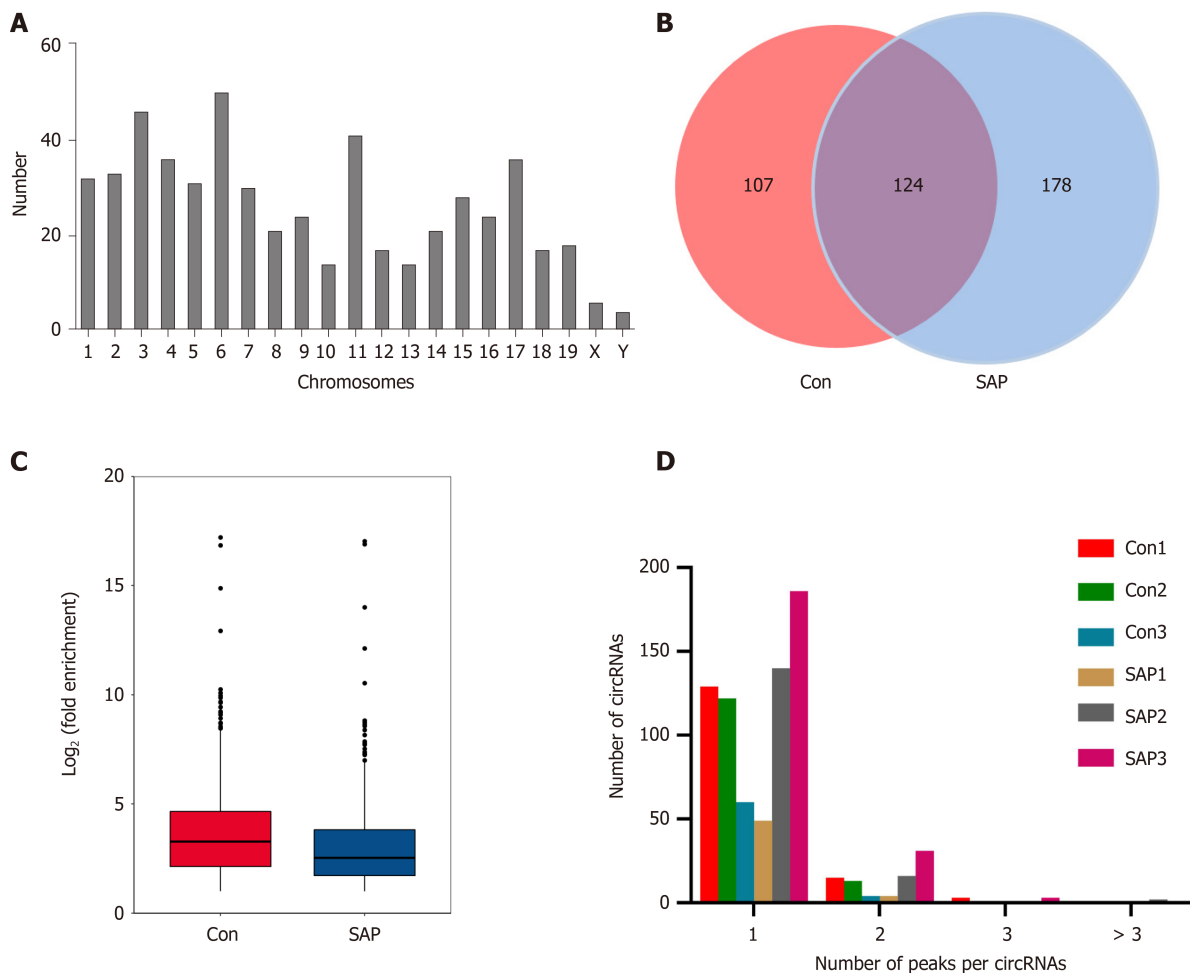 A
60
40
20
0
Number
1 2 3 4 5 6 7 8 9 10 11 12 13 14 15 16 17 18 19 X Y
Chromosomes
B
107 124 178
Con SAP
C
20
15
10
5
0
Log2 (fold enrichment)
Con SAP
D
200
150
100
50
0
Number of circRNAs
Con1
Con2
Con3
SAP1
SAP2
SAP3
1 2 3 > 3
Number of peaks per circRNAs